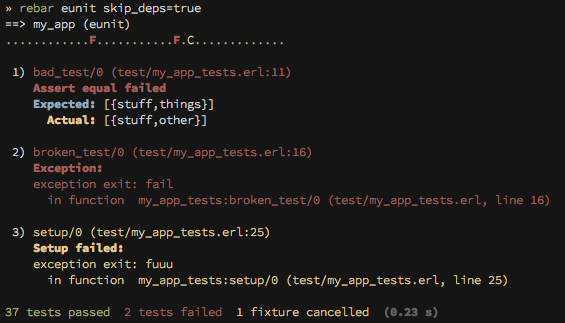 » rebar eunit skip_deps=true
==> my_app (eunit)
............F...........F.C.............
1) bad_test/0 (test/my_app_tests.erl:11)
Assert equal failed
Expected: [{stuff,things}]
Actual: [{stuff,other}]
2) broken_test/0 (test/my_app_tests.erl:16)
Exception:
exception exit: fail
in function  my_app_tests:broken_test/0 (test/my_app_tests.erl, line 16)
3) setup/0 (test/my_app_tests.erl:25)
Setup failed:
exception exit: fuuu
in function  my_app_tests:setup/0 (test/my_app_tests.erl, line 25)
37 tests passed  2 tests failed  1 fixture cancelled  (0.23 s)